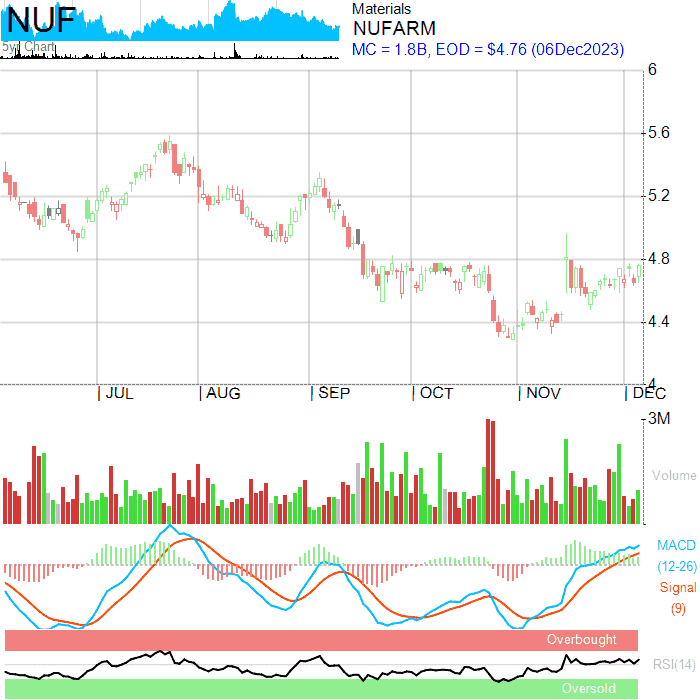 NUF
5yr Chart
Materials
NUFARM
MC = 1.8B, EOD = $4.76 (06Dec2023)
6
5.6
5.2
4.8
4.4
4
JUL
AUG
SEP
OCT
NOV
DEC
3M
Volume
MACD
(12-26)
Signal
(9)
Overbought
RSI(14)
Oversold